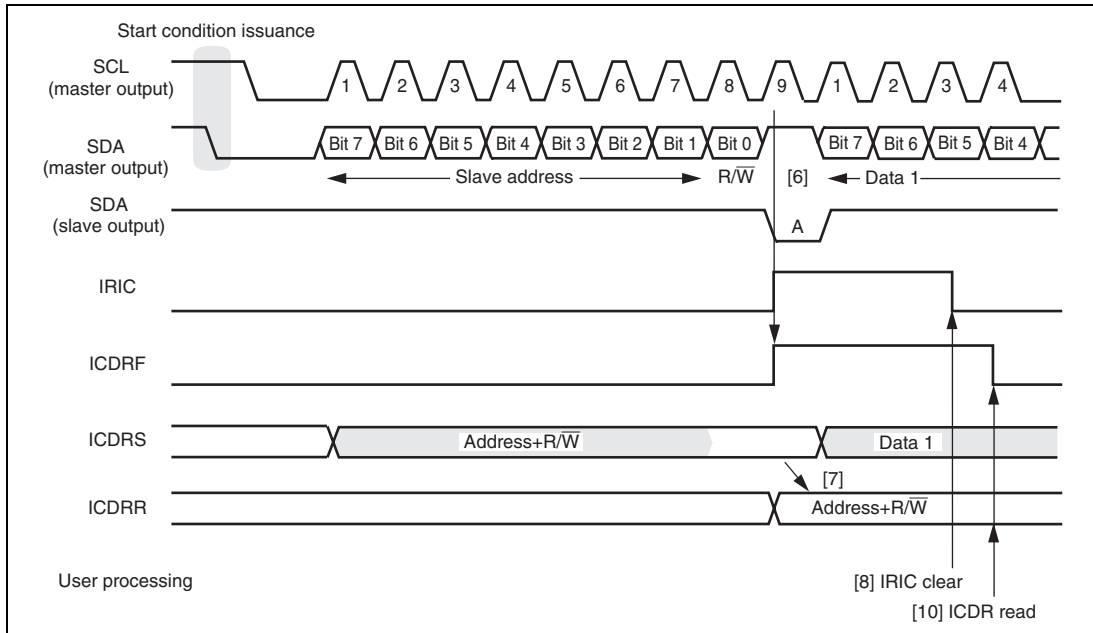 Start condition issuance
SCL
(master output)
1 2 3 4 5 6 7 8 9 1 2 3 4
SDA
(master output)
Bit 7 Bit 6 Bit 5 Bit 4 Bit 3 Bit 2 Bit 1 Bit 0 Bit 7 Bit 6 Bit 5 Bit 4
Slave address R/W̅ [6] Data 1
SDA
(slave output)
A
IRIC
ICDRF
ICDRS
Address+R/W̅ Data 1
[7]
ICDRR
Address+R/W̅
User processing
[8] IRIC clear
[10] ICDR read